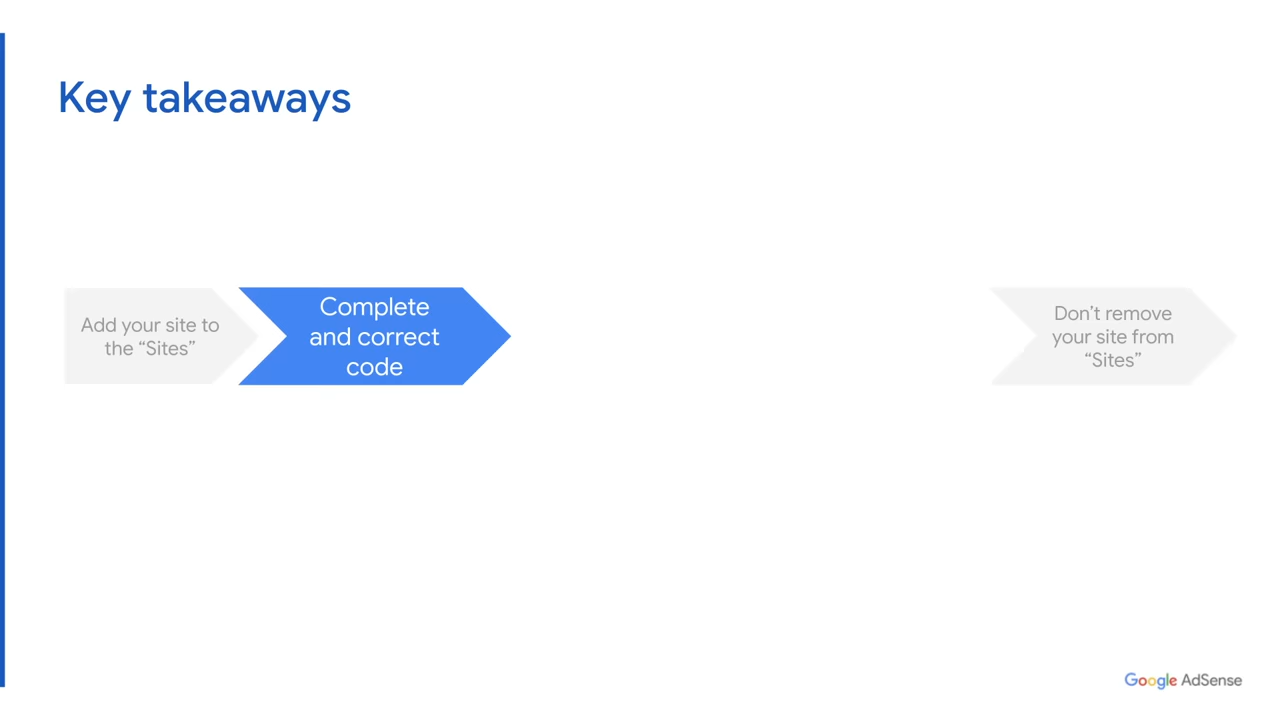 Key takeaways
Add your site to
the “Sites”
Complete
and correct
code
Don’t remove
your site from
“Sites”
Google AdSense